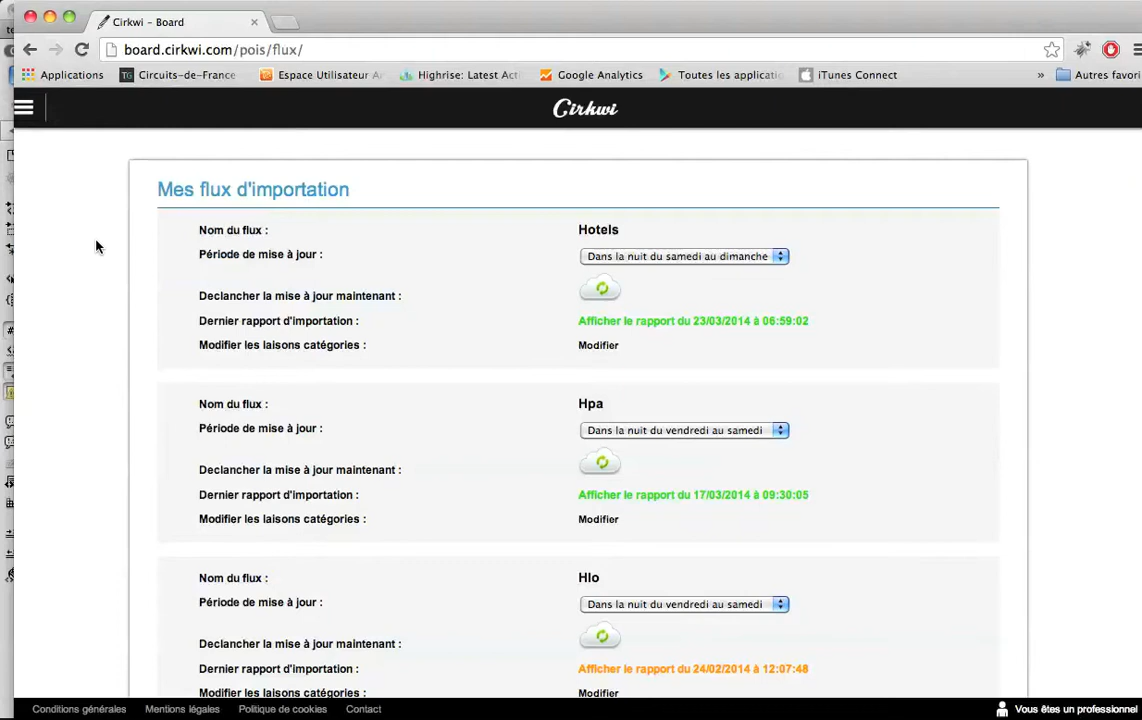 Cirkwi - Board
board.cirkwi.com/pois/flux/
Applications
Circuits-de-France
Espace Utilisateur A
Highrise: Latest Acti
Google Analytics
Toutes les applicatio
iTunes Connect
»
Autres favori
Cirkwi
Mes flux d'importation
Nom du flux : Hotels
Période de mise à jour : Dans la nuit du samedi au dimanche
Declancher la mise à jour maintenant :
Dernier rapport d'importation : Afficher le rapport du 23/03/2014 à 06:59:02
Modifier les laisons catégories : Modifier
Nom du flux : Hpa
Période de mise à jour : Dans la nuit du vendredi au samedi
Declancher la mise à jour maintenant :
Dernier rapport d'importation : Afficher le rapport du 17/03/2014 à 09:30:05
Modifier les laisons catégories : Modifier
Nom du flux : Hlo
Période de mise à jour : Dans la nuit du vendredi au samedi
Declancher la mise à jour maintenant :
Dernier rapport d'importation : Afficher le rapport du 24/02/2014 à 12:07:48
Modifier les laisons catégories : Modifier
Conditions générales Mentions légales Politique de cookies Contact Vous êtes un professionnel